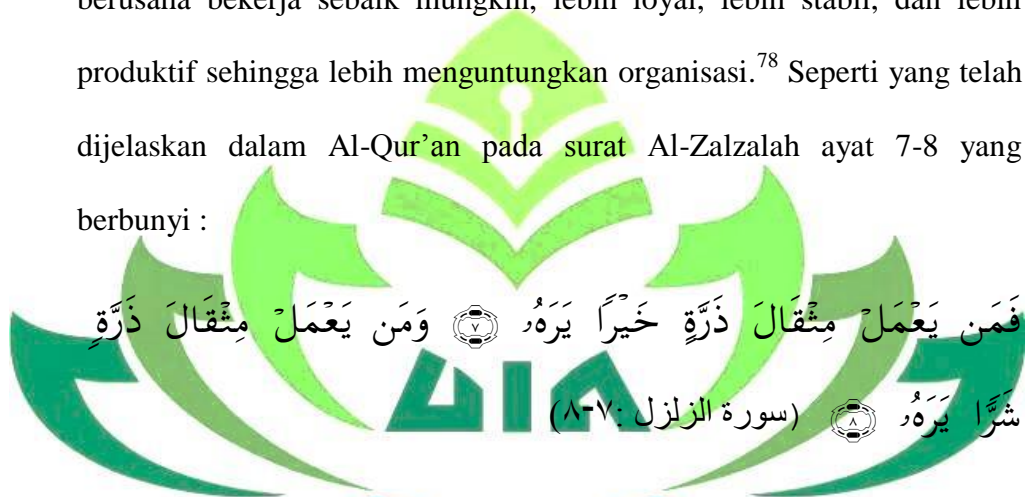 berusaha bekerja sebaik mungkin, lebih loyal, lebih stabil, dan lebih
produktif sehingga lebih menguntungkan organisasi.78 Seperti yang telah
dijelaskan dalam Al-Qur’an pada surat Al-Zalzalah ayat 7-8 yang
berbunyi :
فَمَن يَعْمَلْ مِثْقَالَ ذَرَّةٍ خَيْرًا يَرَهُۥ ۝٧ وَمَن يَعْمَلْ مِثْقَالَ ذَرَّةٍ
شَرًّا يَرَهُۥ ۝٨ (سورة الزلزل :٧-٨)